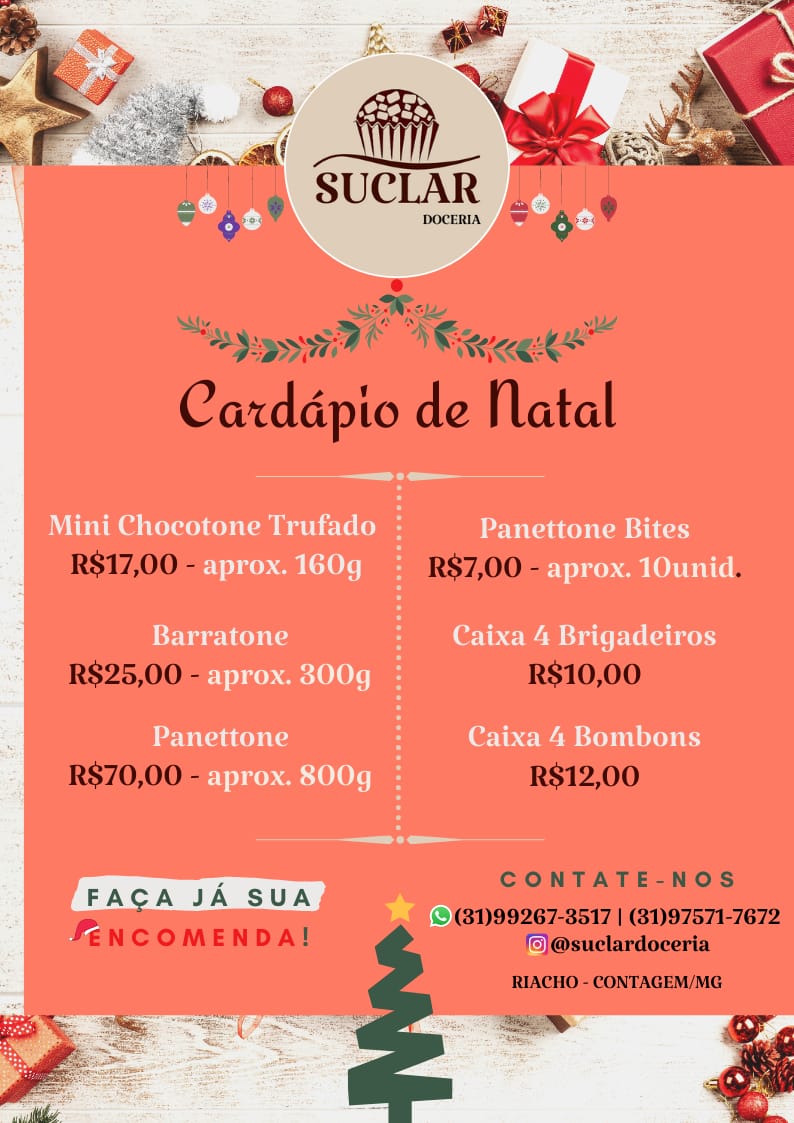 SUCLAR
DOCERIA
Cardápio de Natal
Mini Chocotone Trufado
R$17,00 - aprox. 160g
Barratone
R$25,00 - aprox. 300g
Panettone
R$70,00 - aprox. 800g
Panettone Bites
R$7,00 - aprox. 10unid.
Caixa 4 Brigadeiros
R$10,00
Caixa 4 Bombons
R$12,00
FAÇA JÁ SUA
ENCOMENDA!
CONTATE-NOS
(31)99267-3517 | (31)97571-7672
@suclardoceria
RIACHO - CONTAGEM/MG